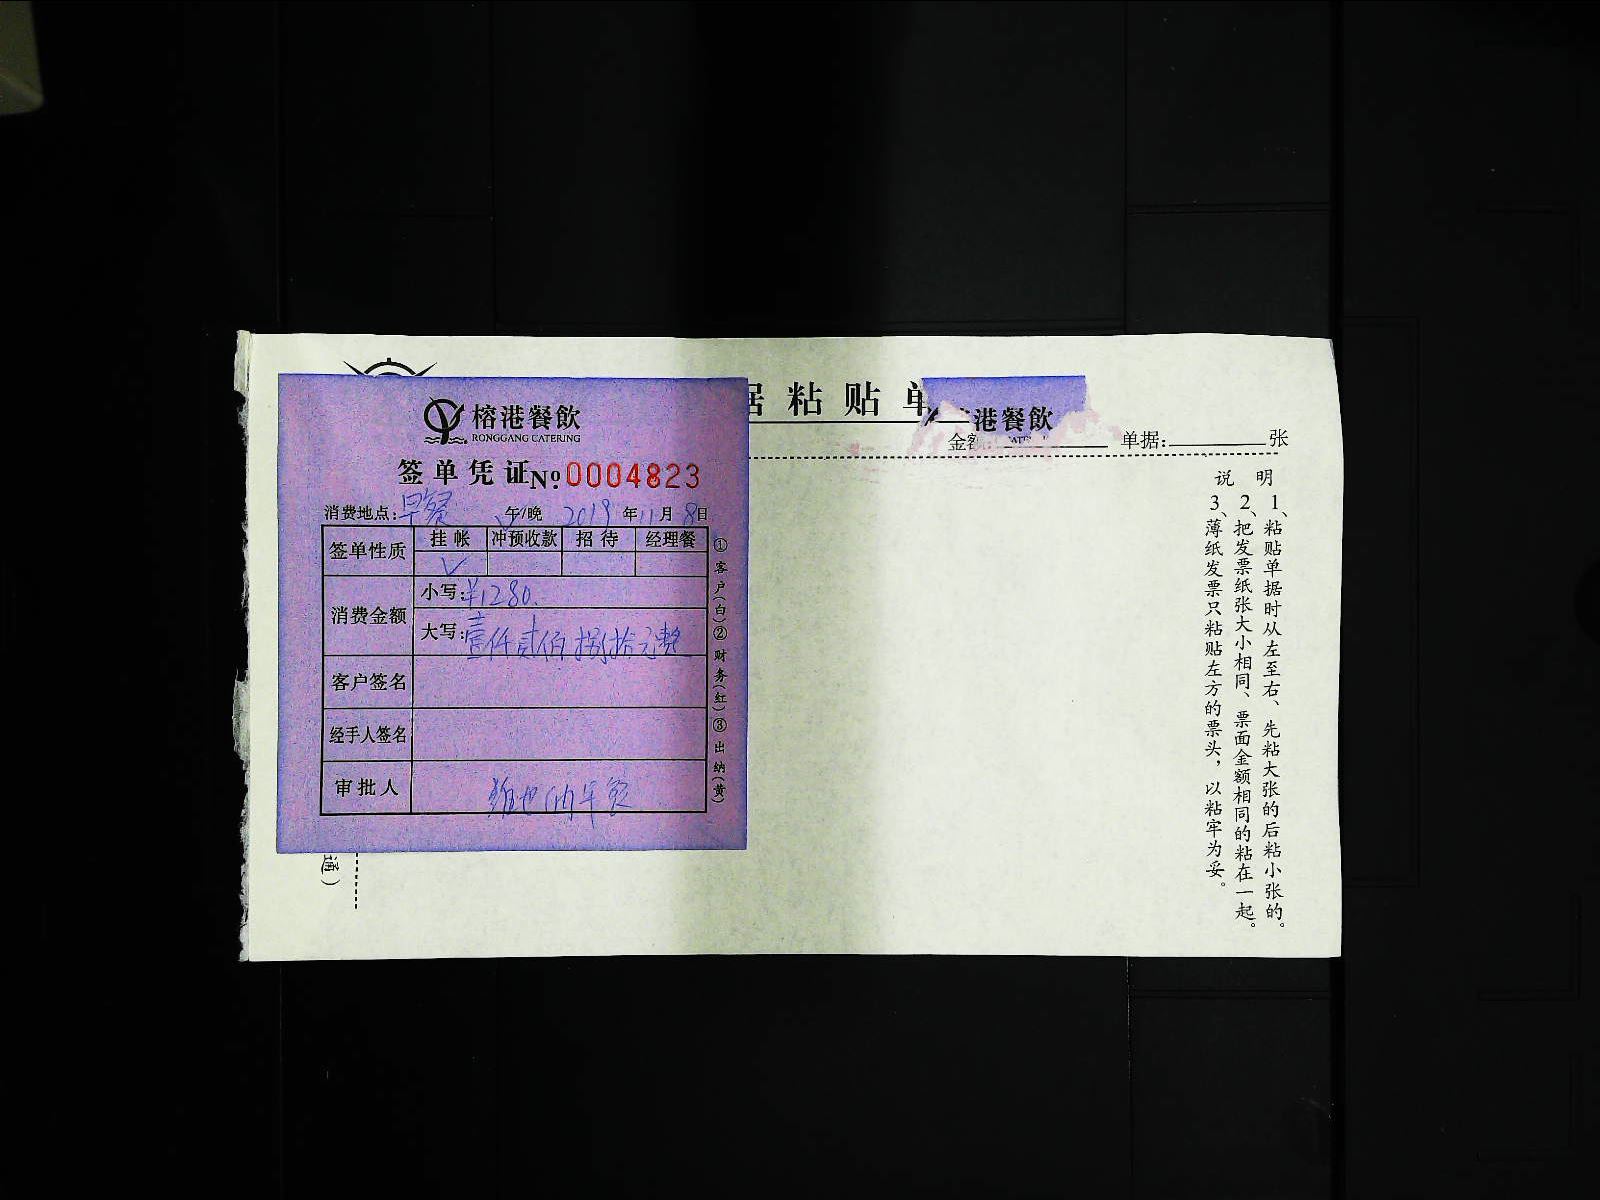 榕港餐飲
RONGGANG CATERING
签单凭证№:0004823
消费地点:早餐 午/晚 2019年11月8日
签单性质 挂帐 冲预收款 招待 经理餐
√
消费金额 小写:¥1280.
大写:壹仟贰佰捌拾元整
客户签名
经手人签名
审批人
①客户(白)②财务(红)③出纳(黄)
据粘贴单
港餐飲
金额 单据: 张
说明
1、粘贴单据时从左至右、先粘大张的后粘小张的。
2、把发票纸张大小相同、票面金额相同的粘在一起。
3、薄纸发票只粘贴左方的票头，以粘牢为妥。
通）